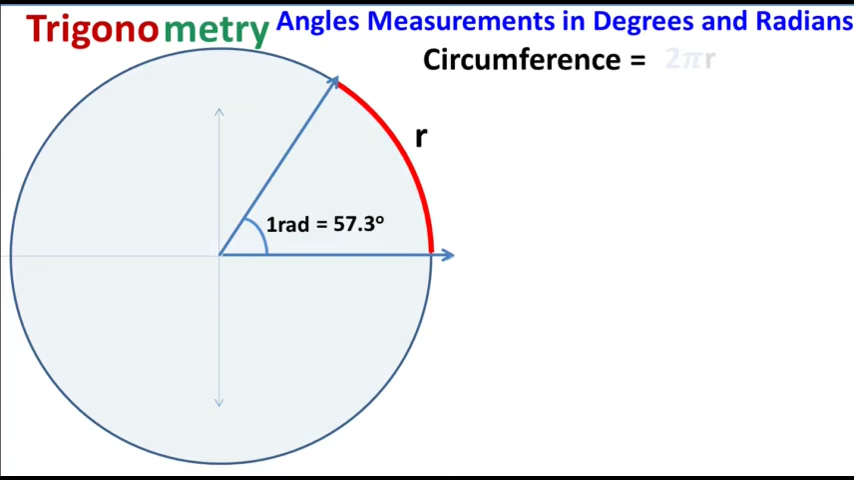 Trigonometry Angles Measurements in Degrees and Radians
Circumference = 2πr
r
1rad = 57.3°